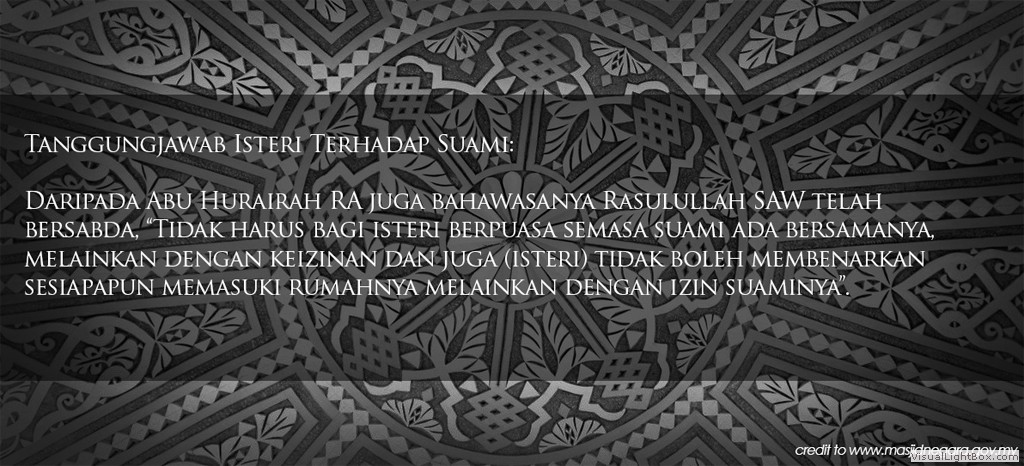 Tanggungjawab Isteri Terhadap Suami:
Daripada Abu Hurairah RA juga bahawasanya Rasulullah SAW telah
bersabda, “Tidak harus bagi isteri berpuasa semasa suami ada bersamanya,
melainkan dengan keizinan dan juga (isteri) tidak boleh membenarkan
sesiapapun memasuki rumahnya melainkan dengan izin suaminya”.
credit to www.masjidnegara.gov.my
VisualLightBox.com